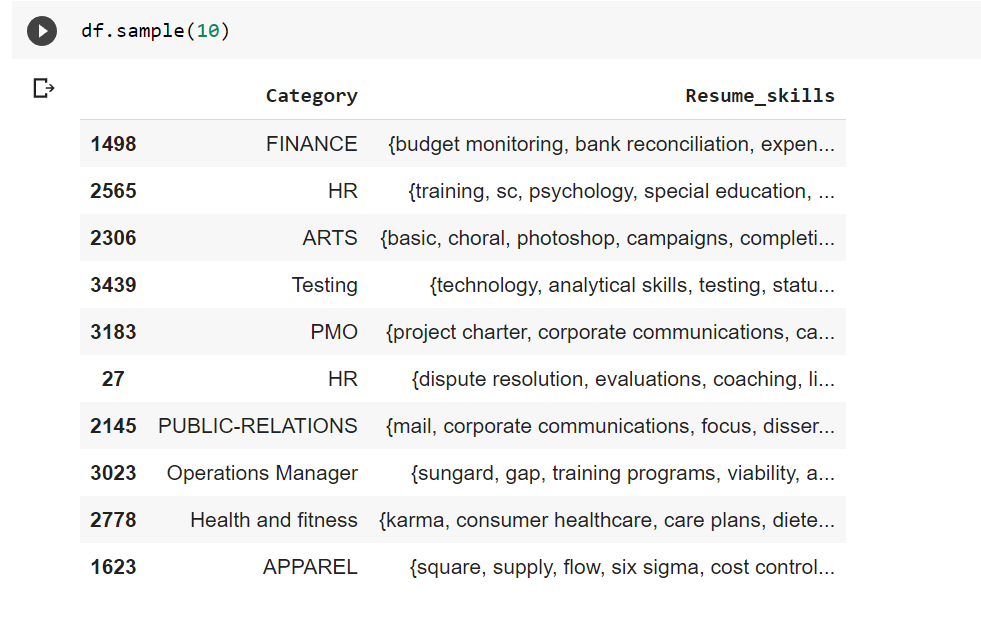 df.sample(10)
Category Resume_skills
1498 FINANCE {budget monitoring, bank reconciliation, expen...
2565 HR {training, sc, psychology, special education, ...
2306 ARTS {basic, choral, photoshop, campaigns, completi...
3439 Testing {technology, analytical skills, testing, statu...
3183 PMO {project charter, corporate communications, ca...
27 HR {dispute resolution, evaluations, coaching, li...
2145 PUBLIC-RELATIONS {mail, corporate communications, focus, disser...
3023 Operations Manager {sungard, gap, training programs, viability, a...
2778 Health and fitness {karma, consumer healthcare, care plans, diete...
1623 APPAREL {square, supply, flow, six sigma, cost control...